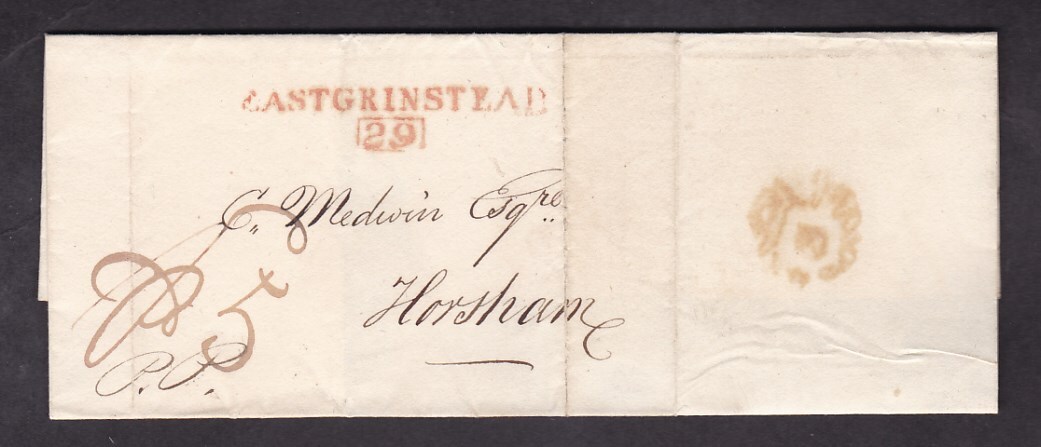 EASTGRINSTEAD
29
C. Medwin Esqre.
Horsham
P 5
P.P.